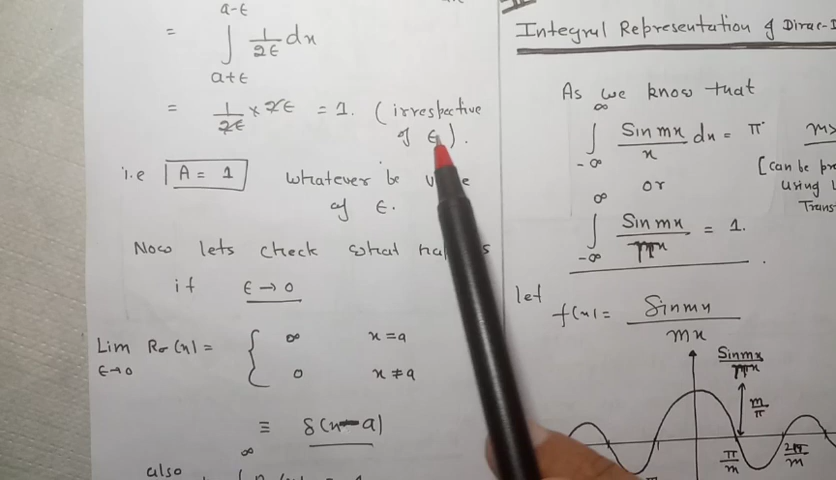 a-ϵ
= ∫ 1/2ϵ dx
a+ϵ
= 1/2ϵ × 2ϵ = 1. (irrespective
of ϵ).
i.e A = 1 whatever be
of ϵ.
Now lets check what
if ϵ → 0
Lim Rσ(x) = { ∞ x = a
ϵ→0 0 x ≠ a
≡ δ(x-a)
∞
also
Integral Representation of Dirac-
As we know that
∞
∫ Sin mx / x dx = π
-∞
or
[can be
using
Trans
∞
∫ Sin mx / πx = 1.
-∞
let
f(x) = Sin mx / mx
Sin mx / πx
m/π
π/m 2π/m